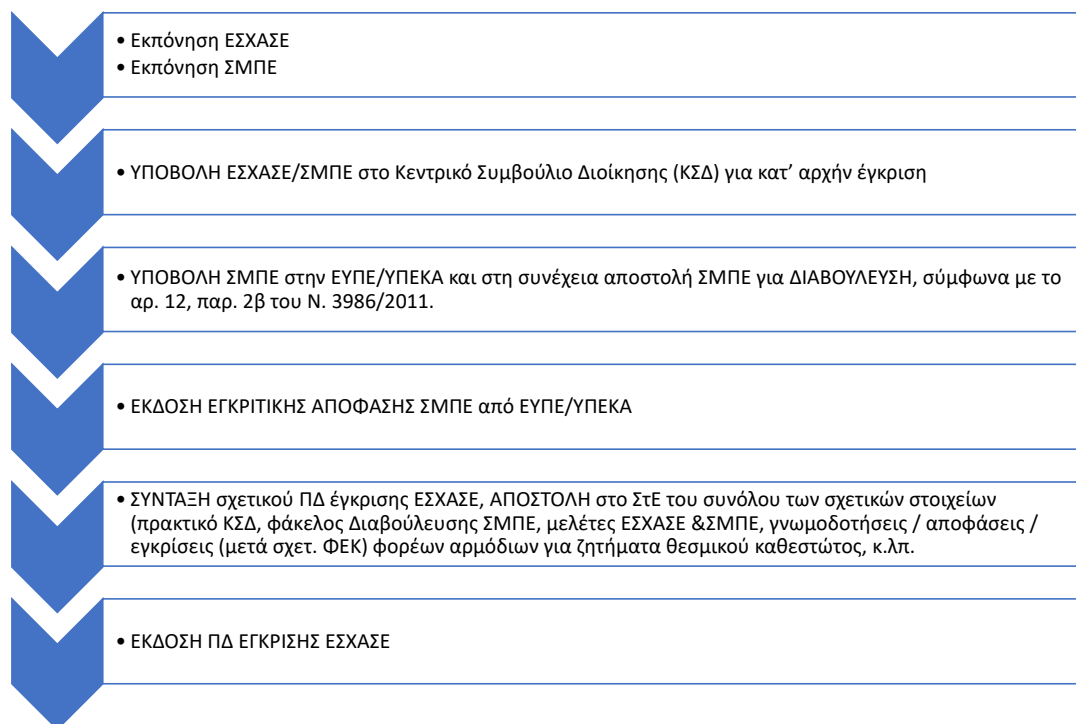 • Εκπόνηση ΕΣΧΑΣΕ
• Εκπόνηση ΣΜΠΕ
• ΥΠΟΒΟΛΗ ΕΣΧΑΣΕ/ΣΜΠΕ στο Κεντρικό Συμβούλιο Διοίκησης (ΚΣΔ) για κατ’ αρχήν έγκριση
• ΥΠΟΒΟΛΗ ΣΜΠΕ στην ΕΥΠΕ/ΥΠΕΚΑ και στη συνέχεια αποστολή ΣΜΠΕ για ΔΙΑΒΟΥΛΕΥΣΗ, σύμφωνα με το
αρ. 12, παρ. 2β του Ν. 3986/2011.
• ΕΚΔΟΣΗ ΕΓΚΡΙΤΙΚΗΣ ΑΠΟΦΑΣΗΣ ΣΜΠΕ από ΕΥΠΕ/ΥΠΕΚΑ
• ΣΥΝΤΑΞΗ σχετικού ΠΔ έγκρισης ΕΣΧΑΣΕ, ΑΠΟΣΤΟΛΗ στο ΣτΕ του συνόλου των σχετικών στοιχείων
(πρακτικό ΚΣΔ, φάκελος Διαβούλευσης ΣΜΠΕ, μελέτες ΕΣΧΑΣΕ &ΣΜΠΕ, γνωμοδοτήσεις / αποφάσεις /
εγκρίσεις (μετά σχετ. ΦΕΚ) φορέων αρμόδιων για ζητήματα θεσμικού καθεστώτος, κ.λπ.
• ΕΚΔΟΣΗ ΠΔ ΕΓΚΡΙΣΗΣ ΕΣΧΑΣΕ